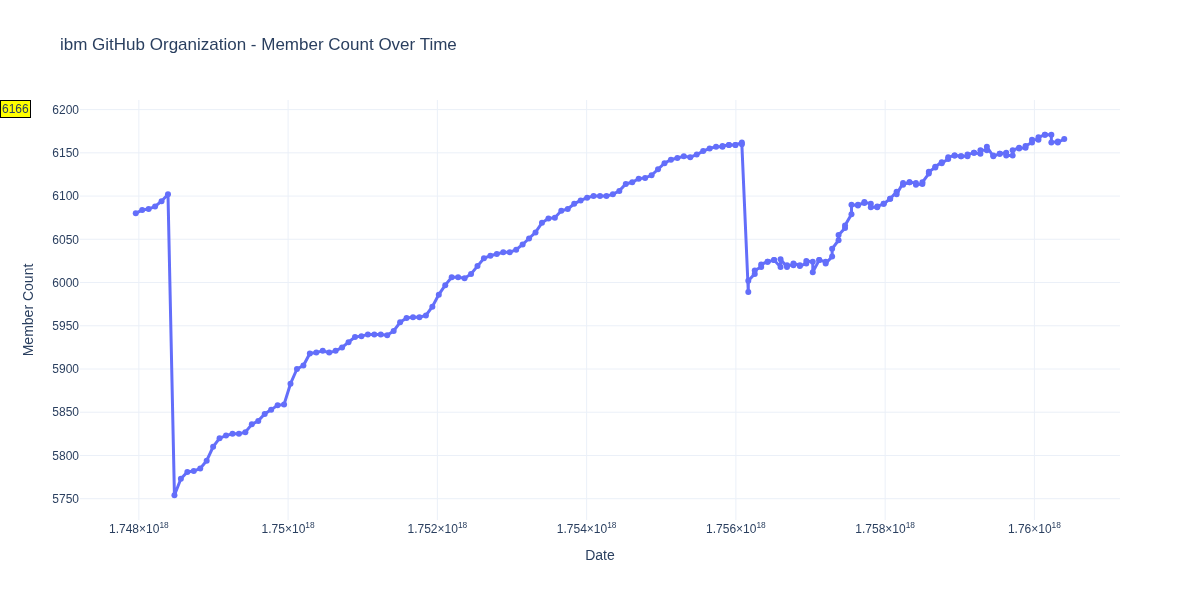 ibm GitHub Organization - Member Count Over Time
6166
6200
6150
6100
6050
6000
5950
5900
5850
5800
5750
Member Count
1.748×10¹⁸ 1.75×10¹⁸ 1.752×10¹⁸ 1.754×10¹⁸ 1.756×10¹⁸ 1.758×10¹⁸ 1.76×10¹⁸
Date